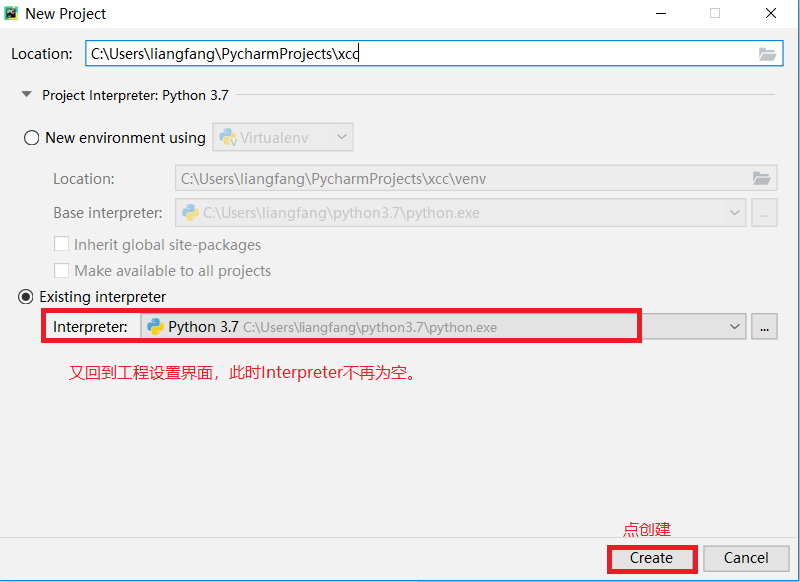 New Project
Location: C:\Users\liangfang\PycharmProjects\xcc
Project Interpreter: Python 3.7
New environment using Virtualenv
Location: C:\Users\liangfang\PycharmProjects\xcc\venv
Base interpreter: C:\Users\liangfang\python3.7\python.exe ...
Inherit global site-packages
Make available to all projects
Existing interpreter
Interpreter: Python 3.7 C:\Users\liangfang\python3.7\python.exe ...
又回到工程设置界面，此时Interpreter不再为空。
点创建
Create Cancel